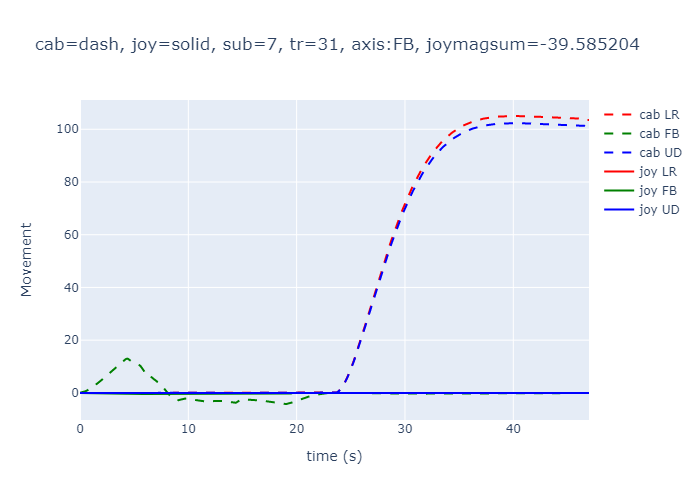 cab=dash, joy=solid, sub=7, tr=31, axis:FB, joymagsum=-39.585204
cab LR
cab FB
cab UD
joy LR
joy FB
joy UD
Movement
100
80
60
40
20
0
0 10 20 30 40
time (s)